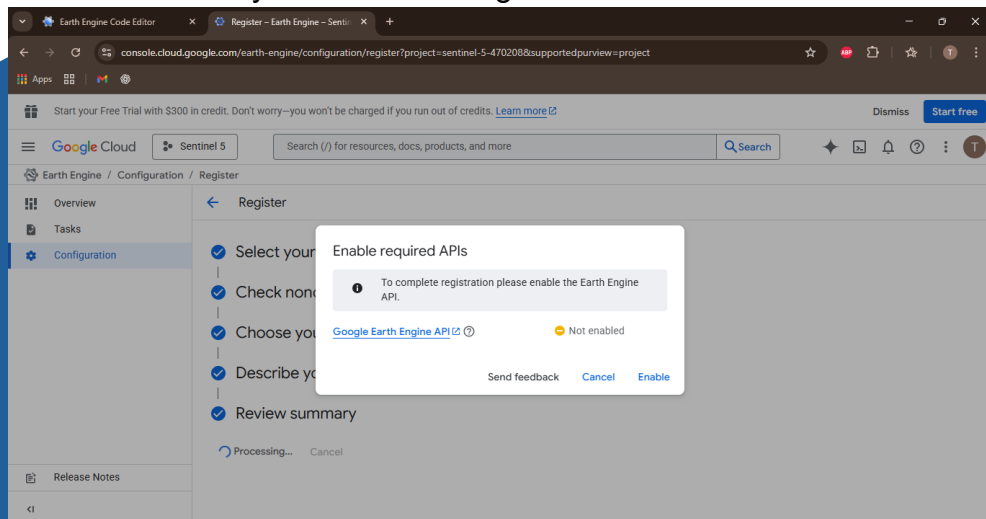 Earth Engine Code Editor
Register – Earth Engine – Sentin
console.cloud.google.com/earth-engine/configuration/register?project=sentinel-5-470208&supportedpurview=project
ABP
T
Apps
Start your Free Trial with $300 in credit. Don't worry—you won't be charged if you run out of credits. Learn more
Dismiss
Start free
Google Cloud
Sentinel 5
Search (/) for resources, docs, products, and more
Search
T
Earth Engine / Configuration / Register
Overview
Register
Tasks
Configuration
Select your
Check nonc
Choose you
Describe yo
Review summary
Processing...
Cancel
Enable required APIs
To complete registration please enable the Earth Engine
API.
Google Earth Engine API
Not enabled
Send feedback
Cancel
Enable
Release Notes